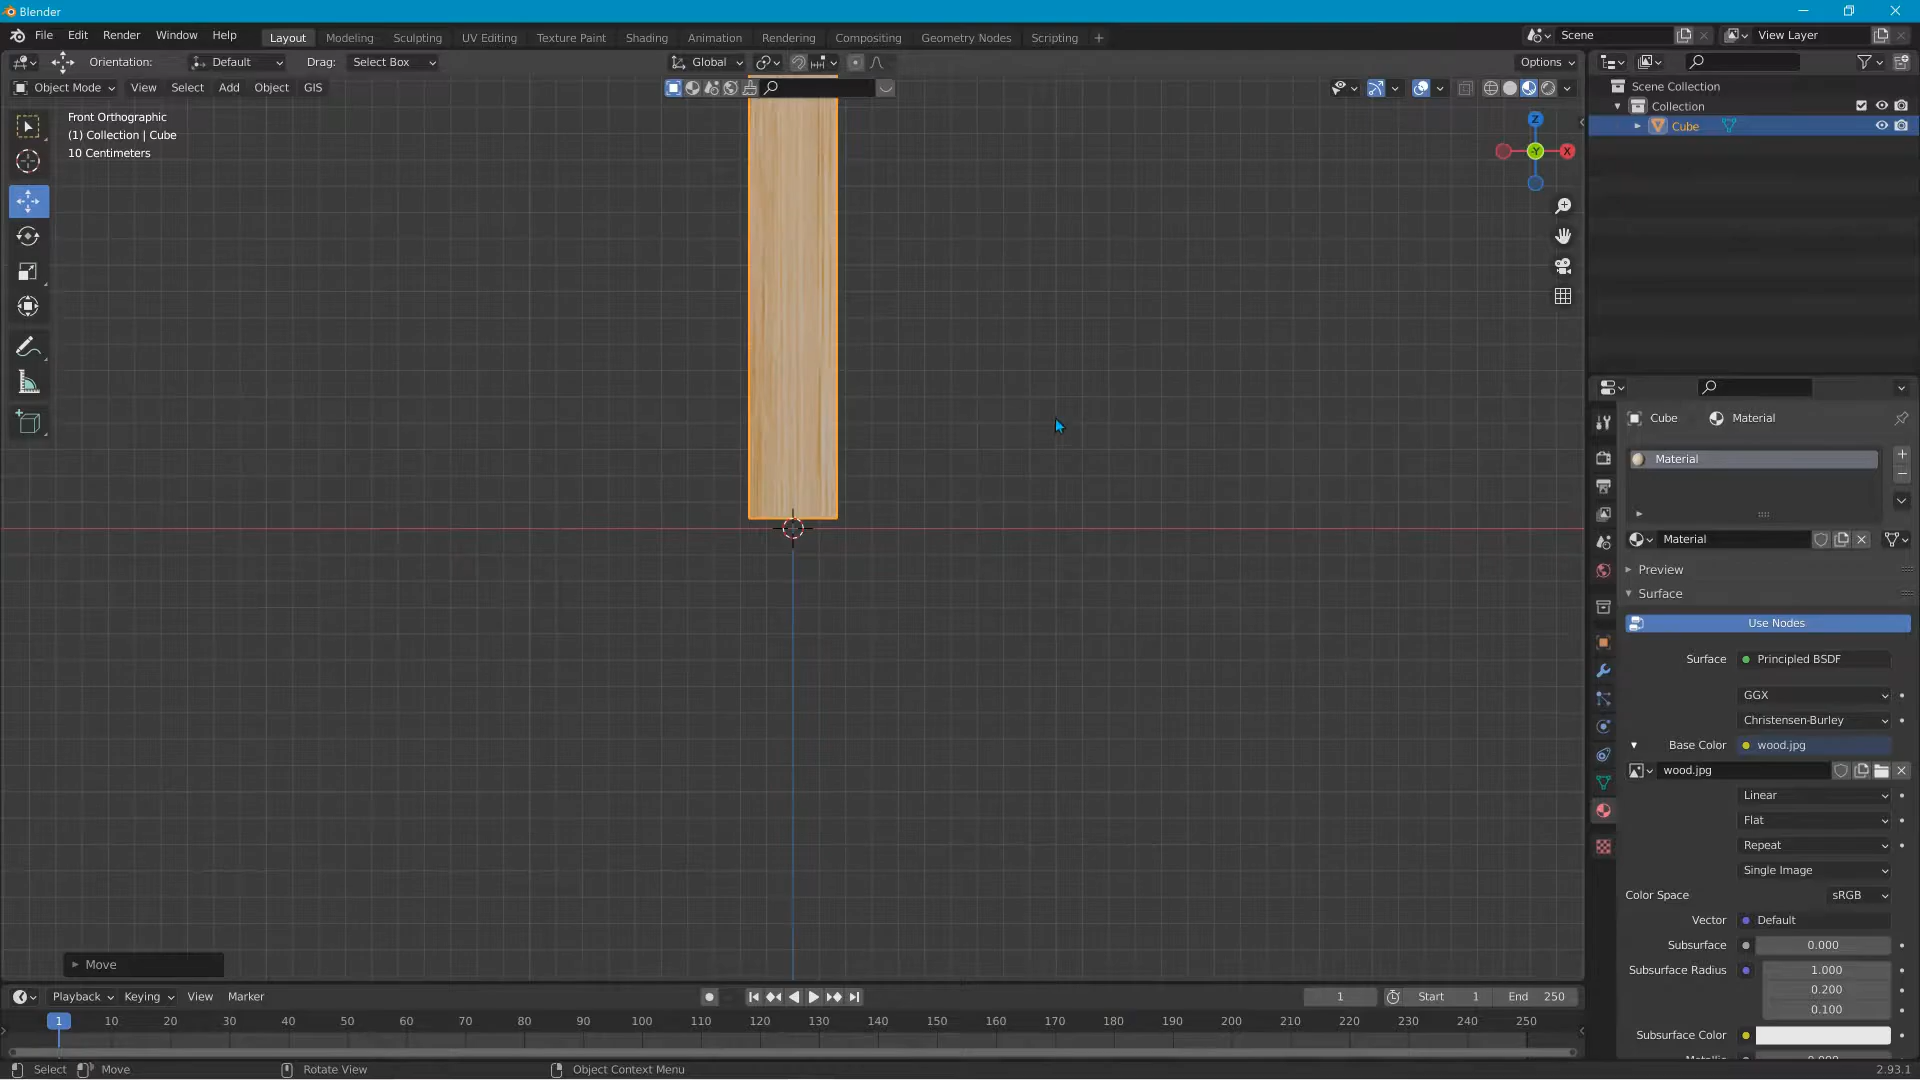 Blender
File Edit Render Window Help
Layout Modeling Sculpting UV Editing Texture Paint Shading Animation Rendering Compositing Geometry Nodes Scripting +
Scene
View Layer
Orientation: Default Drag: Select Box
Global
Options
Object Mode View Select Add Object GIS
Front Orthographic
(1) Collection | Cube
10 Centimeters
Z
Y
X
Scene Collection
Collection
Cube
Cube Material
Material
Material
Preview
Surface
Use Nodes
Surface Principled BSDF
GGX
Christensen-Burley
Base Color wood.jpg
wood.jpg
Linear
Flat
Repeat
Single Image
Color Space sRGB
Vector Default
Subsurface 0.000
Subsurface Radius 1.000
0.200
0.100
Subsurface Color
Metallic 0.000
Move
Playback Keying View Marker
1 Start 1 End 250
1 10 20 30 40 50 60 70 80 90 100 110 120 130 140 150 160 170 180 190 200 210 220 230 240 250
Select Move Rotate View Object Context Menu 2.93.1